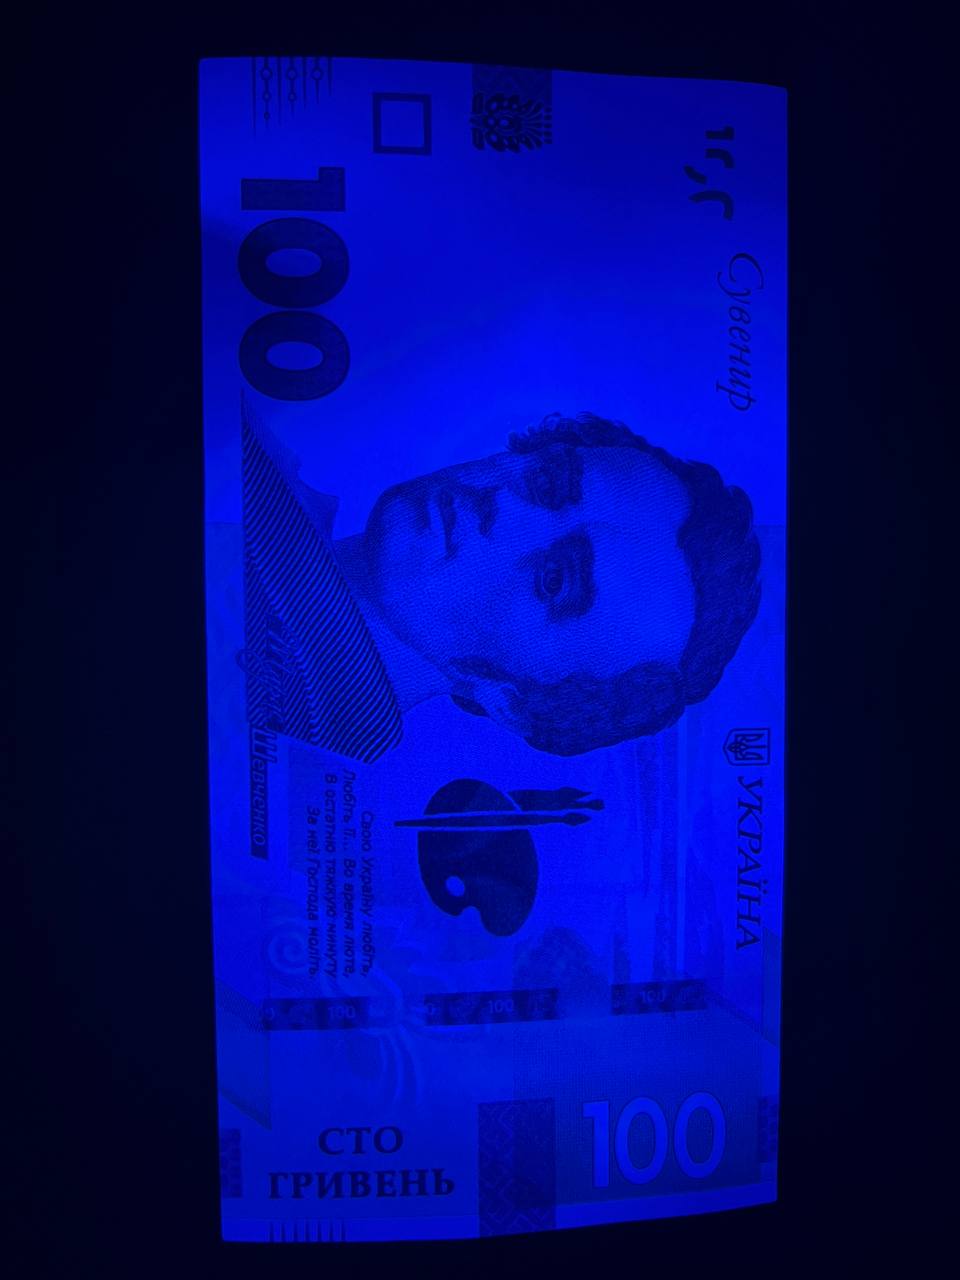 Сувенир
УКРАЇНА
100
Тарас Шевченко
Свою Україну любіть,
Любіть її... Во время люте,
В остатню тяжкую минуту
За неї Господа моліть.
100
100
100
СТО
ГРИВЕНЬ